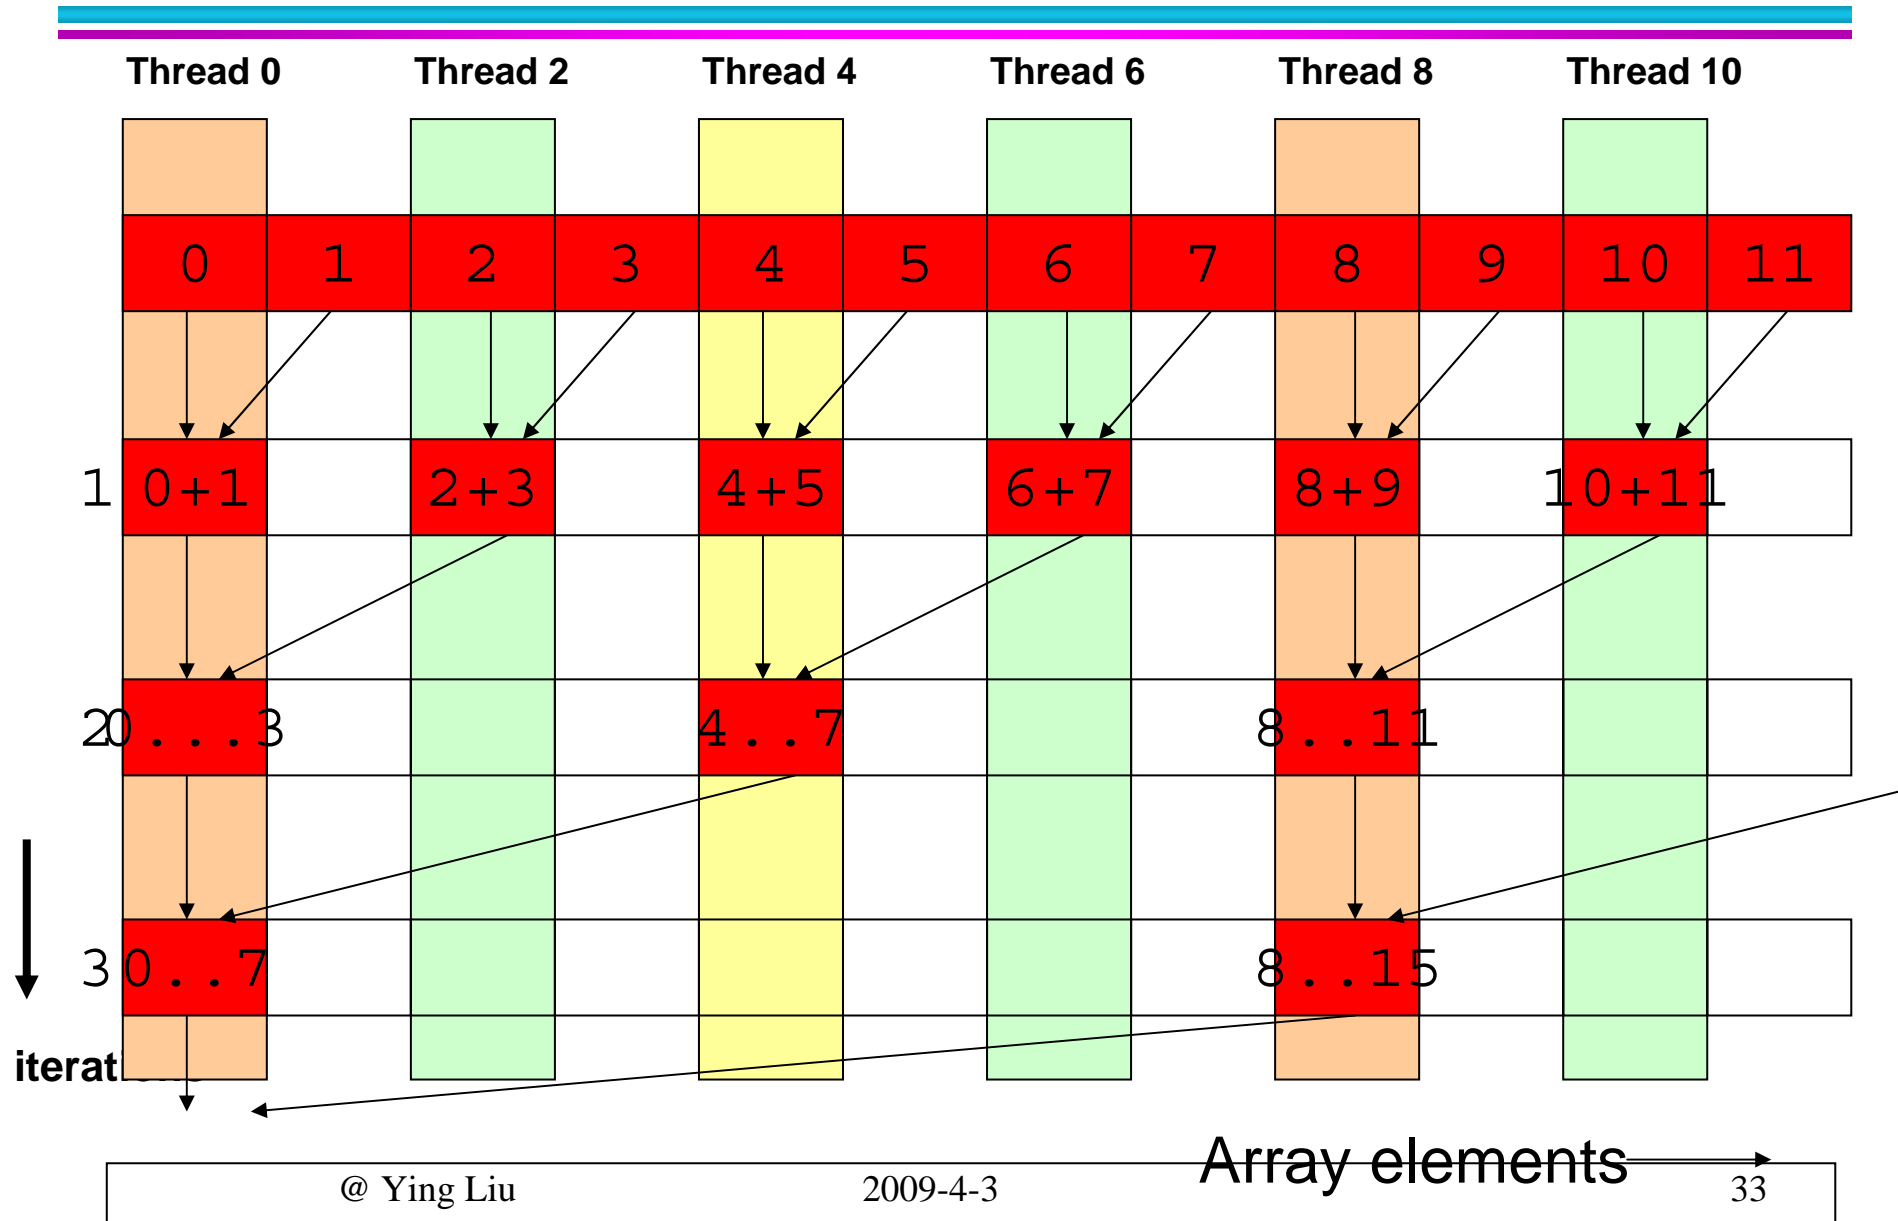 Thread 0 Thread 2 Thread 4 Thread 6 Thread 8 Thread 10
0 1 2 3 4 5 6 7 8 9 10 11
1 0+1 2+3 4+5 6+7 8+9 10+11
2 0...3 4..7 8..11
3 0..7 8..15
iterations
Array elements
@ Ying Liu 2009-4-3 33